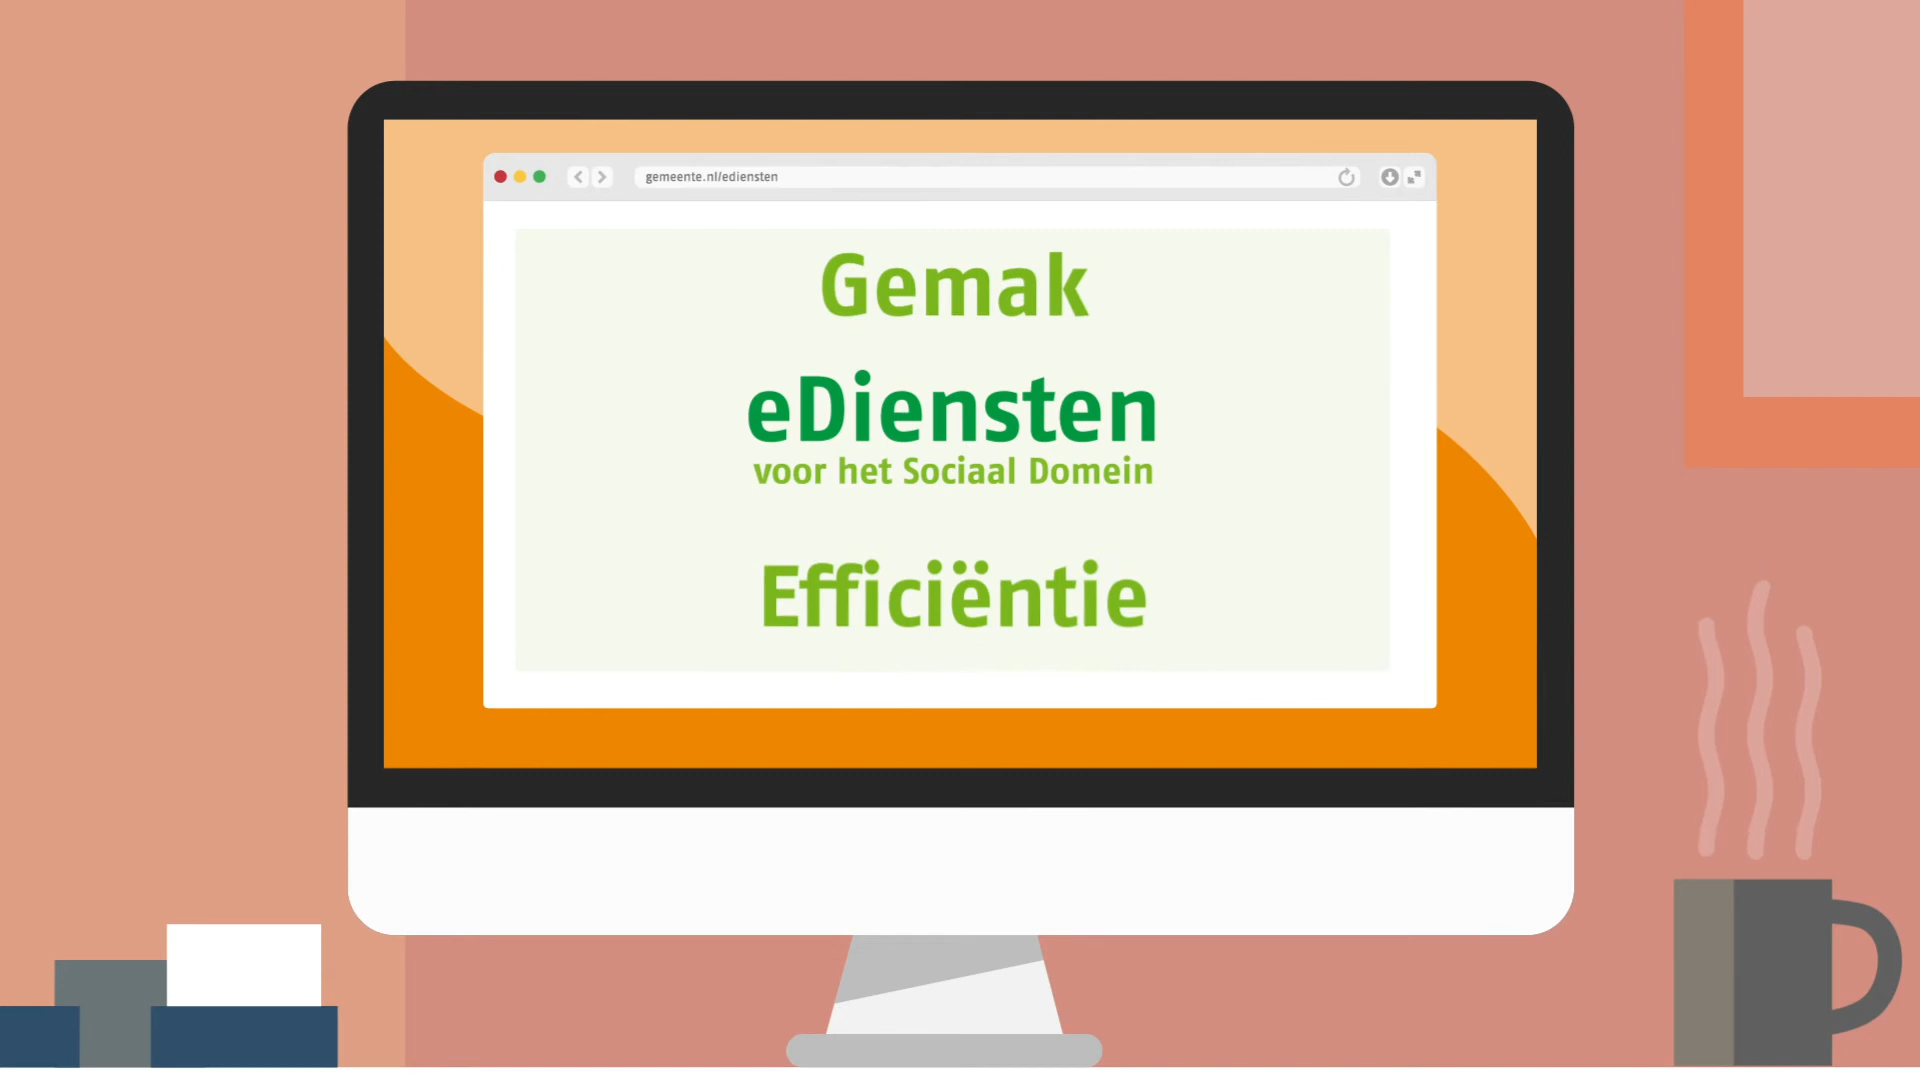 gemeente.nl/ediensten
Gemak
eDiensten
voor het Sociaal Domein
Efficiëntie